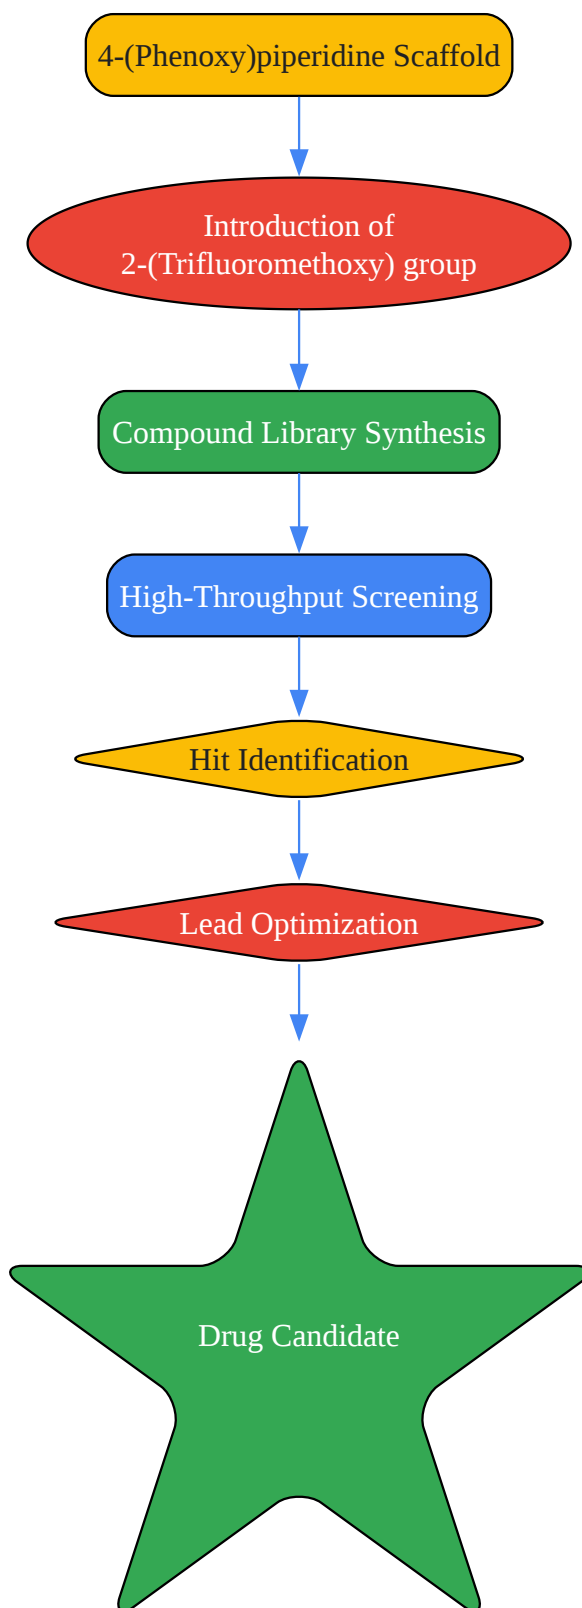 4-(Phenoxy)piperidine Scaffold
Introduction of
2-(Trifluoromethoxy) group
Compound Library Synthesis
High-Throughput Screening
Hit Identification
Lead Optimization
Drug Candidate